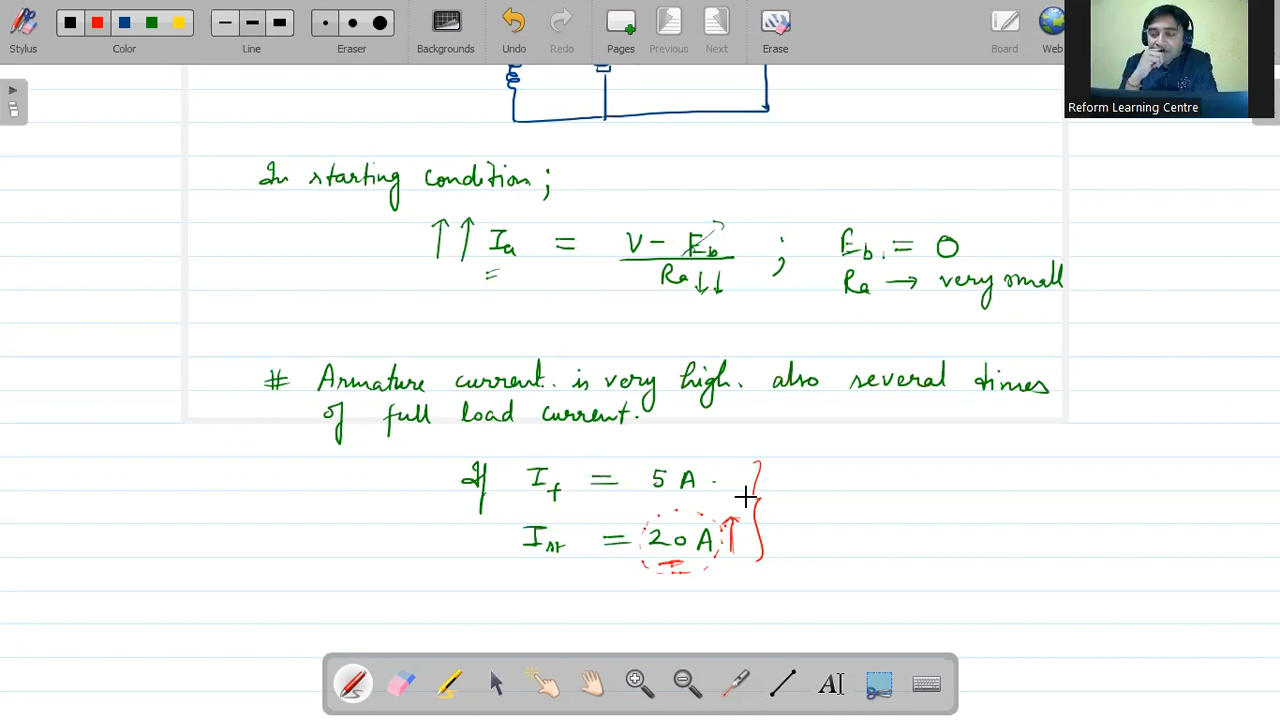 Stylus
Color
Line
Eraser
Backgrounds
Undo
Redo
Pages
Previous
Next
Erase
Board
Web
Reform Learning Centre
In starting condition;
↑↑ Ia = V - Eb / Ra↓↓ ; Eb = 0
Ra → very small
# Armature current. is very high. also several times
of full load current.
If If = 5 A.
Ist = 20 A ↑
AI